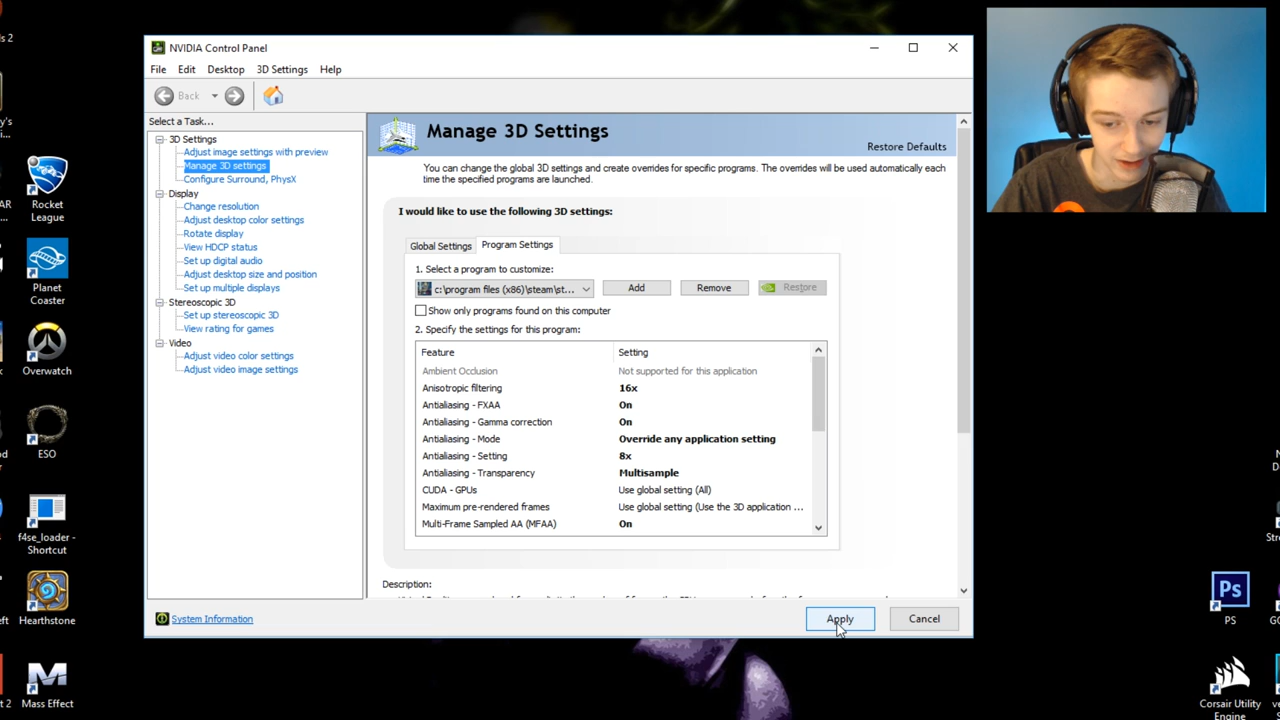 NVIDIA Control Panel
File Edit Desktop 3D Settings Help
Back
Select a Task...
3D Settings
Adjust image settings with preview
Manage 3D settings
Configure Surround, PhysX
Display
Change resolution
Adjust desktop color settings
Rotate display
View HDCP status
Set up digital audio
Adjust desktop size and position
Set up multiple displays
Stereoscopic 3D
Set up stereoscopic 3D
View rating for games
Video
Adjust video color settings
Adjust video image settings
System Information
Manage 3D Settings
Restore Defaults
You can change the global 3D settings and create overrides for specific programs. The overrides will be used automatically each
time the specified programs are launched.
I would like to use the following 3D settings:
Global Settings Program Settings
1. Select a program to customize:
c:\program files (x86)\steam\st... Add Remove Restore
Show only programs found on this computer
2. Specify the settings for this program:
Feature Setting
Ambient Occlusion Not supported for this application
Anisotropic filtering 16x
Antialiasing - FXAA On
Antialiasing - Gamma correction On
Antialiasing - Mode Override any application setting
Antialiasing - Setting 8x
Antialiasing - Transparency Multisample
CUDA - GPUs Use global setting (All)
Maximum pre-rendered frames Use global setting (Use the 3D application ...
Multi-Frame Sampled AA (MFAA) On
Description:
Apply Cancel
Rocket
League
Planet
Coaster
Overwatch
ESO
f4se_loader -
Shortcut
Hearthstone
Mass Effect
Ps
PS
Corsair Utility
Engine